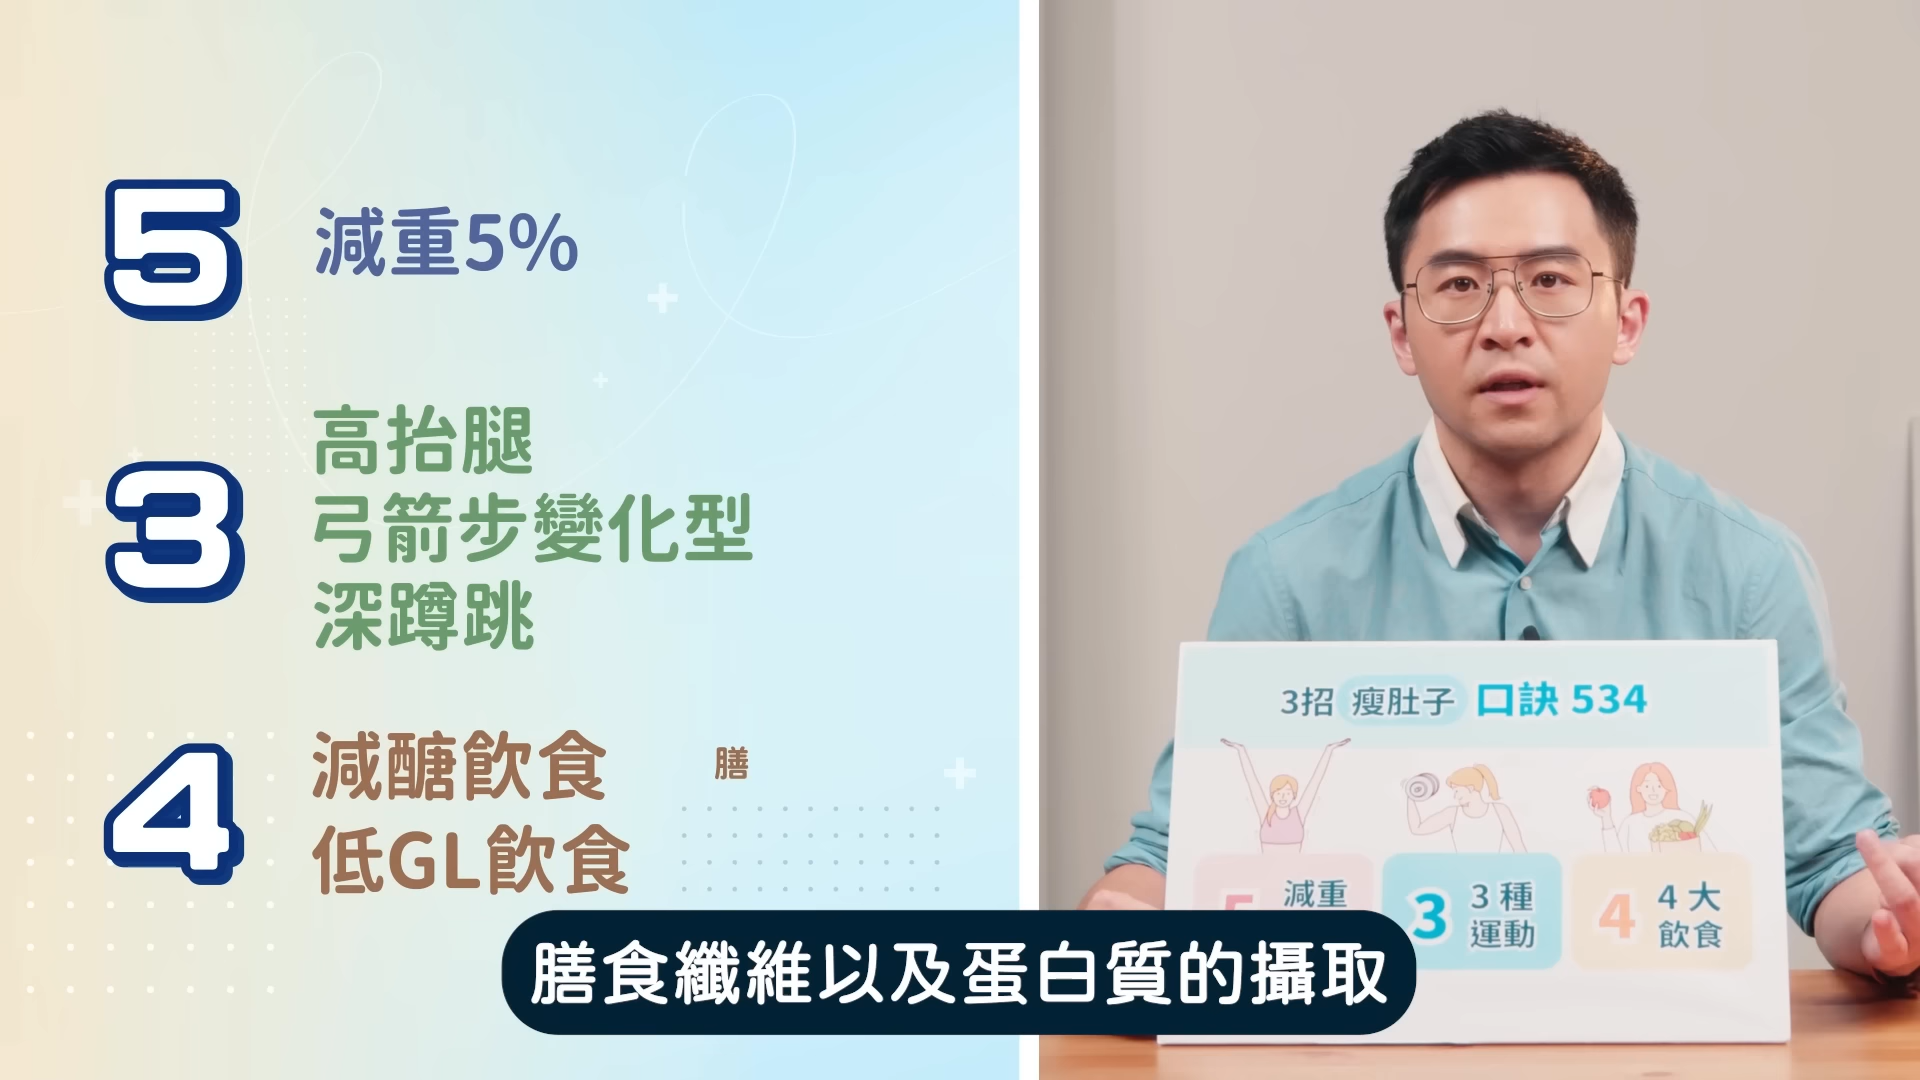 5
減重5%
3
高抬腿
弓箭步變化型
深蹲跳
4
減醣飲食
膳
低GL飲食
3招 瘦肚子 口訣 534
減重
3
3 種
運動
4
4 大
飲食
膳食纖維以及蛋白質的攝取